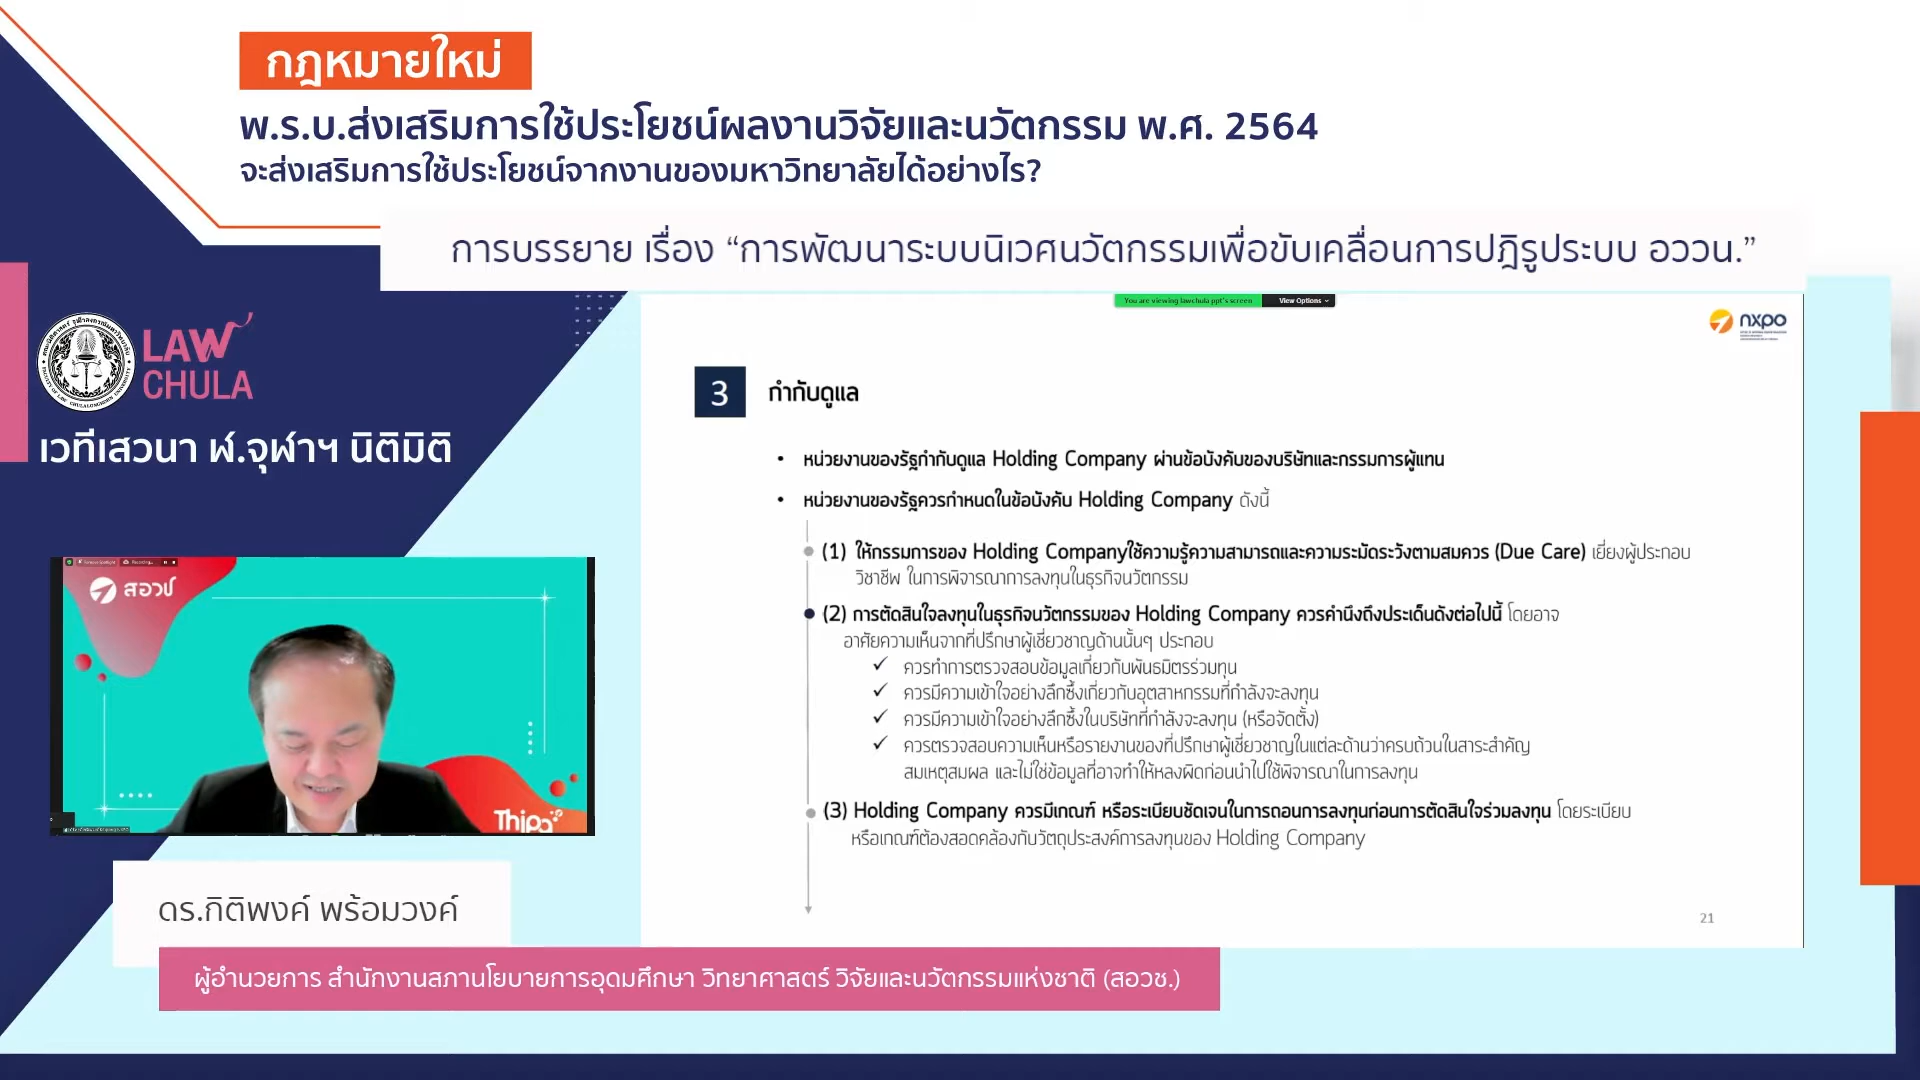 กฎหมายใหม่
พ.ร.บ.ส่งเสริมการใช้ประโยชน์ผลงานวิจัยและนวัตกรรม พ.ศ. 2564
จะส่งเสริมการใช้ประโยชน์จากงานของมหาวิทยาลัยได้อย่างไร?
การบรรยาย เรื่อง “การพัฒนาระบบนิเวศนวัตกรรมเพื่อขับเคลื่อนการปฎิรูประบบ อววน.”
LAW
CHULA
เวทีเสวนา ฬ.จุฬาฯ นิติมิติ
You are viewing lawchula ppt's screen
View Options
nxpo
3 กำกับดูแล
• หน่วยงานของรัฐกำกับดูแล Holding Company ผ่านข้อบังคับของบริษัทและกรรมการผู้แทน
• หน่วยงานของรัฐควรกำหนดในข้อบังคับ Holding Company ดังนี้
(1) ให้กรรมการของ Holding Companyใช้ความรู้ความสามารถและความระมัดระวังตามสมควร (Due Care) เยี่ยงผู้ประกอบ
วิชาชีพ ในการพิจารณาการลงทุนในธุรกิจนวัตกรรม
(2) การตัดสินใจลงทุนในธุรกิจนวัตกรรมของ Holding Company ควรคำนึงถึงประเด็นดังต่อไปนี้ โดยอาจ
อาศัยความเห็นจากที่ปรึกษาผู้เชี่ยวชาญด้านนั้นๆ ประกอบ
✓ ควรทำการตรวจสอบข้อมูลเกี่ยวกับพันธมิตรร่วมทุน
✓ ควรมีความเข้าใจอย่างลึกซึ้งเกี่ยวกับอุตสาหกรรมที่กำลังจะลงทุน
✓ ควรมีความเข้าใจอย่างลึกซึ้งในบริษัทที่กำลังจะลงทุน (หรือจัดตั้ง)
✓ ควรตรวจสอบความเห็นหรือรายงานของที่ปรึกษาผู้เชี่ยวชาญในแต่ละด้านว่าครบถ้วนในสาระสำคัญ
สมเหตุสมผล และไม่ใช่ข้อมูลที่อาจทำให้หลงผิดก่อนนำไปใช้พิจารณาในการลงทุน
(3) Holding Company ควรมีเกณฑ์ หรือระเบียบชัดเจนในการถอนการลงทุนก่อนการตัดสินใจร่วมลงทุน โดยระเบียบ
หรือเกณฑ์ต้องสอดคล้องกับวัตถุประสงค์การลงทุนของ Holding Company
21
สอวช
ดร.กิติพงค์ พร้อมวงค์
ผู้อำนวยการ สำนักงานสภานโยบายการอุดมศึกษา วิทยาศาสตร์ วิจัยและนวัตกรรมแห่งชาติ (สอวช.)